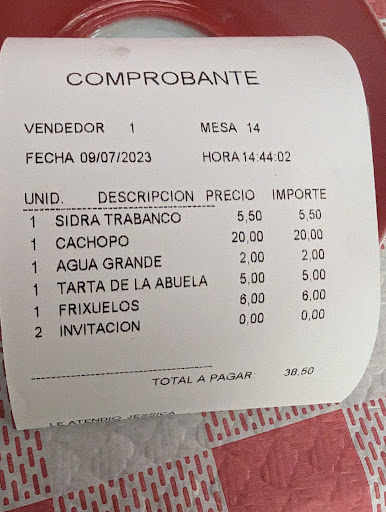 COMPROBANTE
VENDEDOR 1 MESA 14
FECHA 09/07/2023 HORA 14:44:02
UNID. DESCRIPCION PRECIO IMPORTE
1 SIDRA TRABANCO 5,50 5,50
1 CACHOPO 20,00 20,00
1 AGUA GRANDE 2,00 2,00
1 TARTA DE LA ABUELA 5,00 5,00
1 FRIXUELOS 6,00 6,00
2 INVITACION 0,00 0,00
TOTAL A PAGAR: 38,50
LE ATENDIO JESSICA